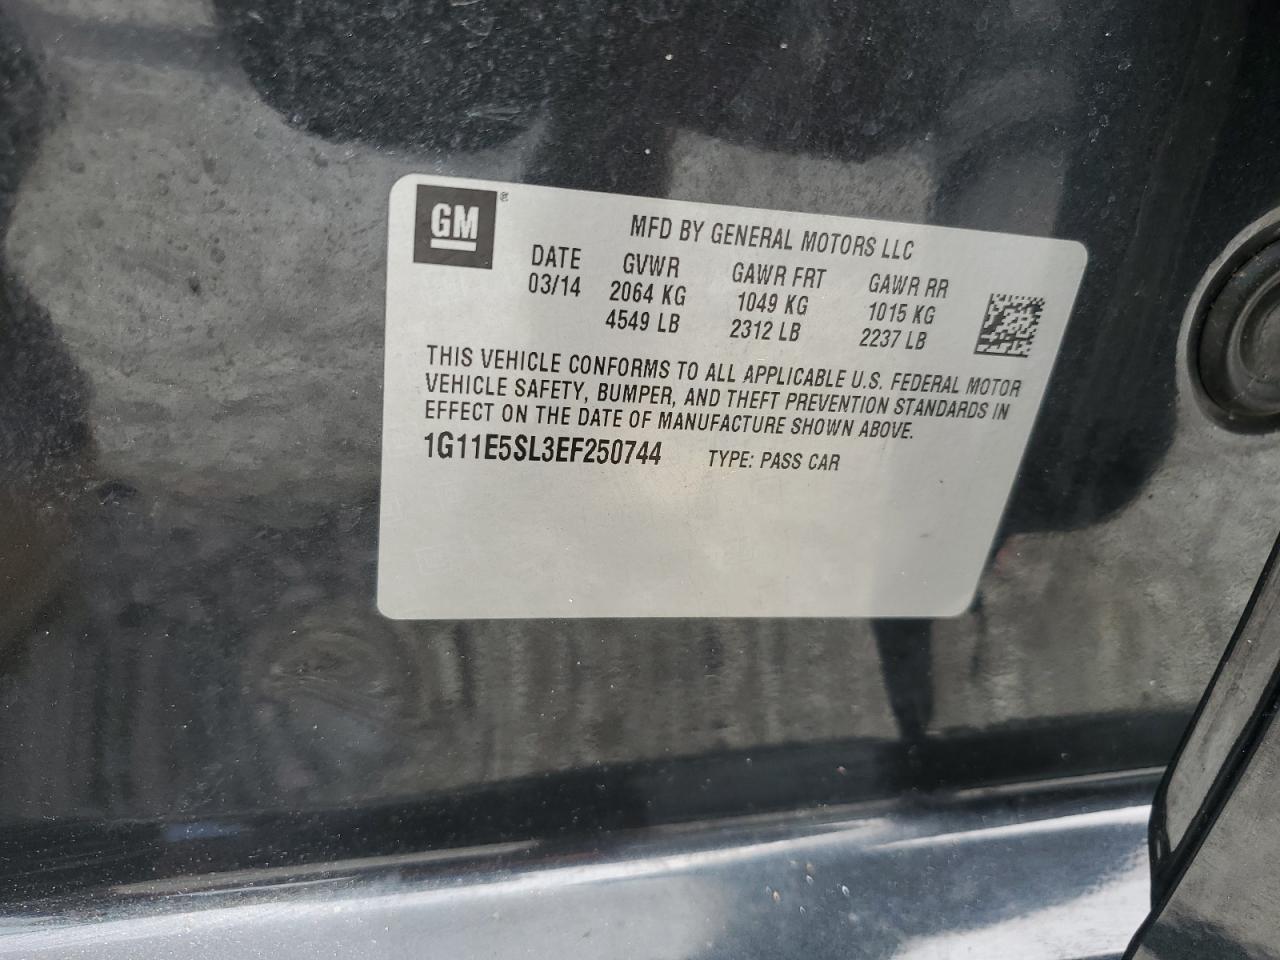 GM®
MFD BY GENERAL MOTORS LLC
DATE GVWR GAWR FRT GAWR RR
03/14 2064 KG 1049 KG 1015 KG
4549 LB 2312 LB 2237 LB
THIS VEHICLE CONFORMS TO ALL APPLICABLE U.S. FEDERAL MOTOR
VEHICLE SAFETY, BUMPER, AND THEFT PREVENTION STANDARDS IN
EFFECT ON THE DATE OF MANUFACTURE SHOWN ABOVE.
1G11E5SL3EF250744 TYPE: PASS CAR